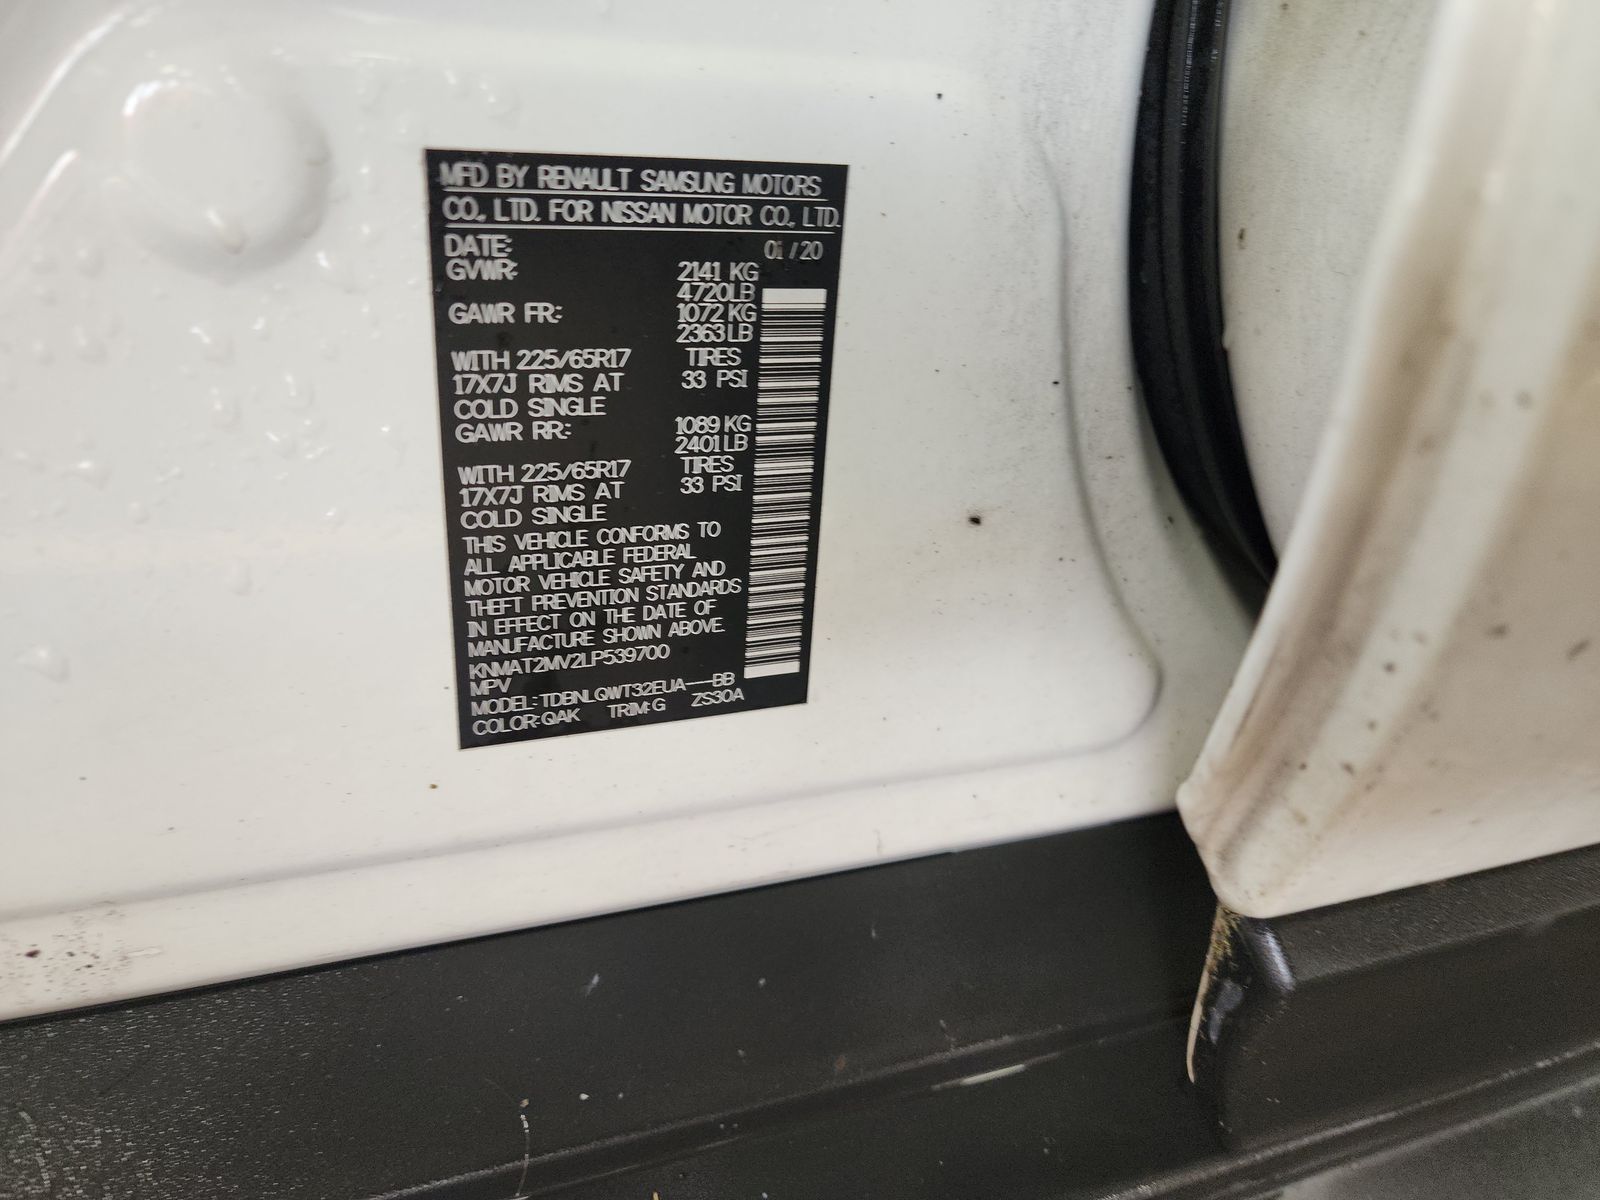 MFD BY RENAULT SAMSUNG MOTORS
CO., LTD. FOR NISSAN MOTOR CO., LTD.
DATE: 01 / 20
GVWR: 2141 KG
4720LB
GAWR FR: 1072 KG
2363LB
WITH 225/65R17 TIRES
17X7J RIMS AT 33 PSI
COLD SINGLE
GAWR RR: 1089 KG
2401LB
WITH 225/65R17 TIRES
17X7J RIMS AT 33 PSI
COLD SINGLE
THIS VEHICLE CONFORMS TO
ALL APPLICABLE FEDERAL
MOTOR VEHICLE SAFETY AND
THEFT PREVENTION STANDARDS
IN EFFECT ON THE DATE OF
MANUFACTURE SHOWN ABOVE.
KNMAT2MV2LP539700
MPV
MODEL: TDBNLQWT32EUA---BB
COLOR:QAK TRIM:G ZS30A